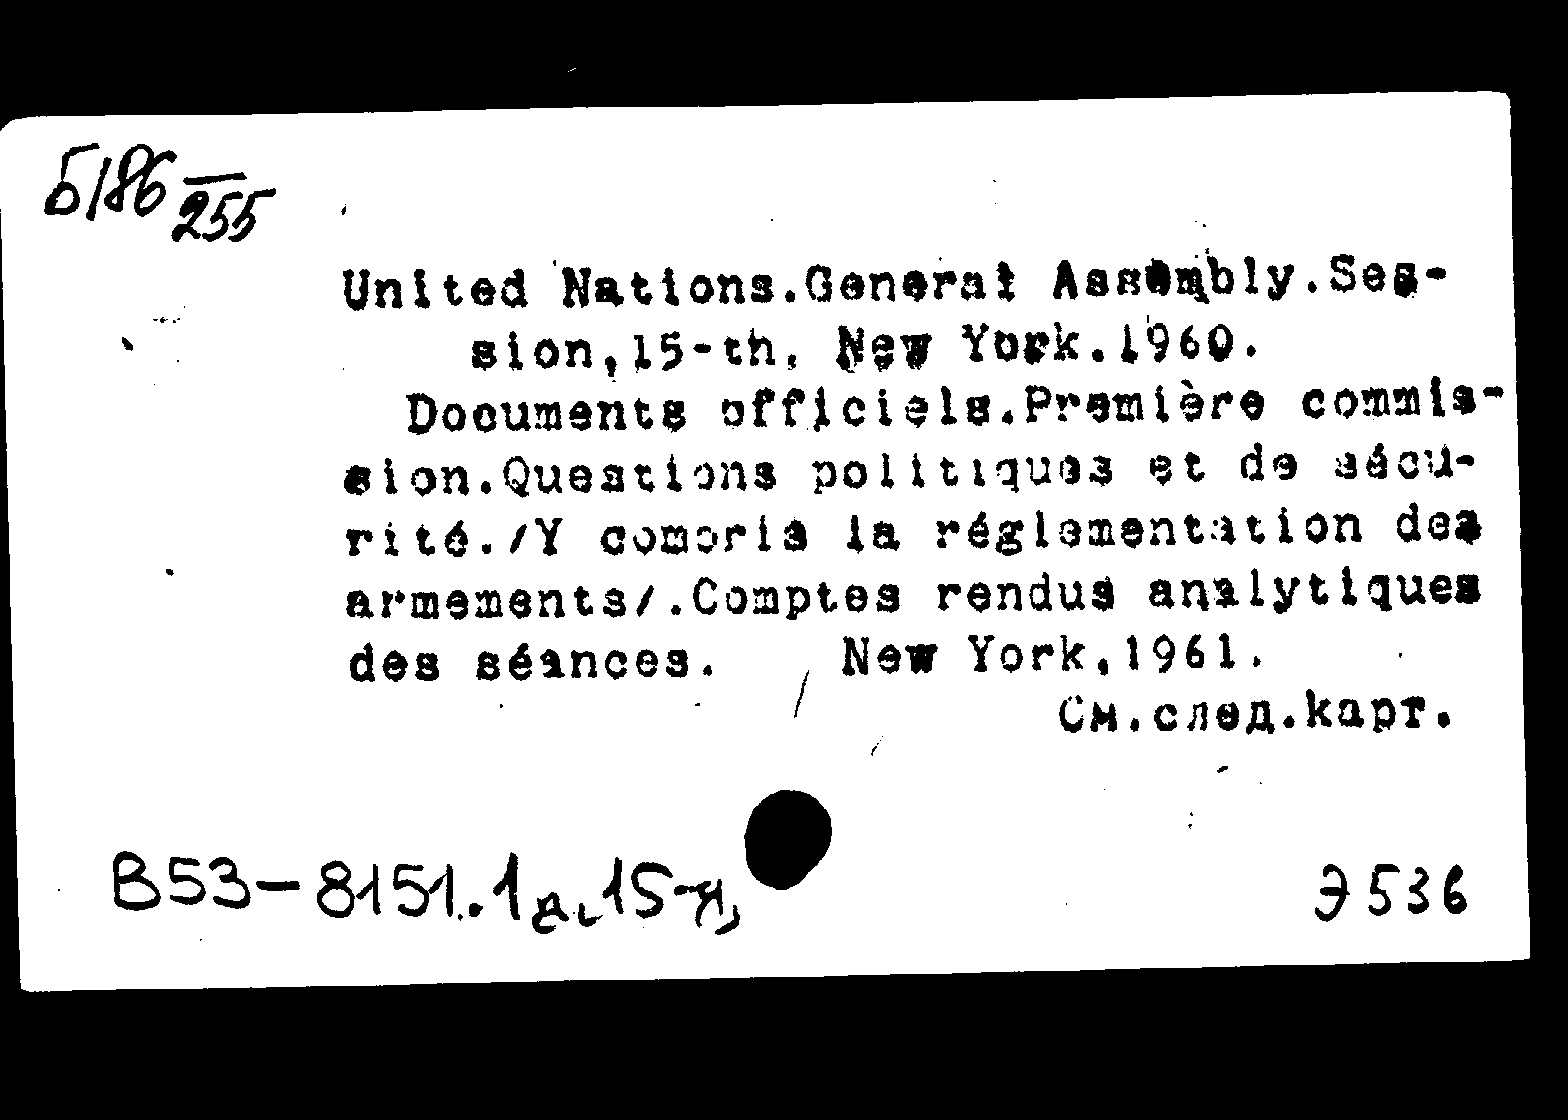 Б186
255
United Nations.General Assembly.Ses-
sion,15-th, New York.1960.
Documents officiels.Première commis-
sion.Questions politiques et de sécu-
rité./Y compris la réglementation des
armements/.Comptes rendus analytiques
des séances. New York,1961.
См.след.карт.
В53-8151.1 15-я,
Э536